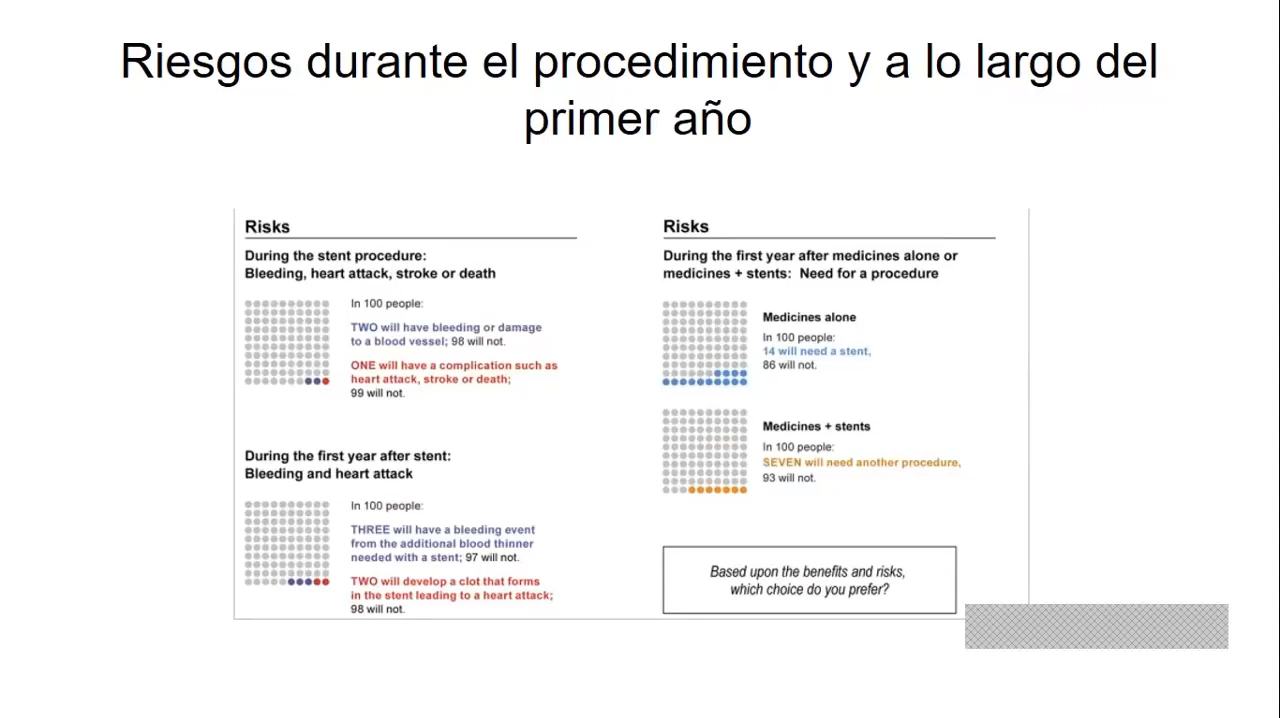 Riesgos durante el procedimiento y a lo largo del
primer año
Risks
During the stent procedure:
Bleeding, heart attack, stroke or death
In 100 people:
TWO will have bleeding or damage
to a blood vessel; 98 will not.
ONE will have a complication such as
heart attack, stroke or death;
99 will not.
During the first year after stent:
Bleeding and heart attack
In 100 people:
THREE will have a bleeding event
from the additional blood thinner
needed with a stent; 97 will not.
TWO will develop a clot that forms
in the stent leading to a heart attack;
98 will not.
Risks
During the first year after medicines alone or
medicines + stents: Need for a procedure
Medicines alone
In 100 people:
14 will need a stent,
86 will not.
Medicines + stents
In 100 people:
SEVEN will need another procedure,
93 will not.
Based upon the benefits and risks,
which choice do you prefer?